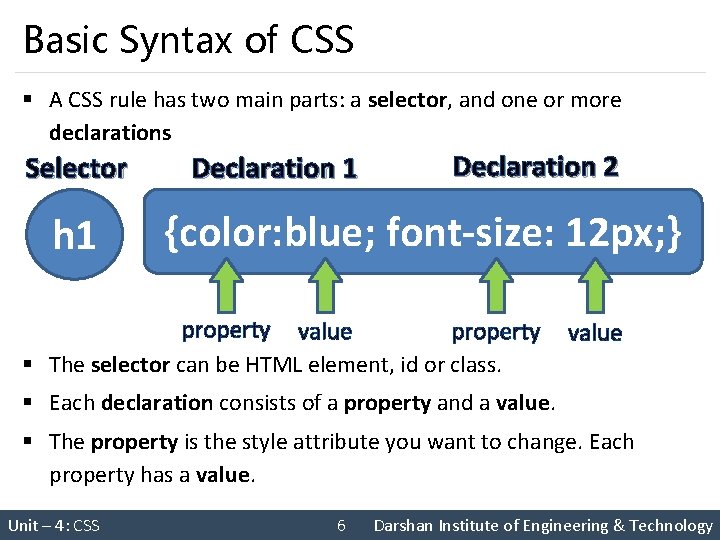 Basic Syntax of CSS
▪ A CSS rule has two main parts: a selector, and one or more
declarations
Selector Declaration 1 Declaration 2
h1 {color: blue; font-size: 12px; }
property value property value
▪ The selector can be HTML element, id or class.
▪ Each declaration consists of a property and a value.
▪ The property is the style attribute you want to change. Each
property has a value.
Unit – 4: CSS 6 Darshan Institute of Engineering & Technology